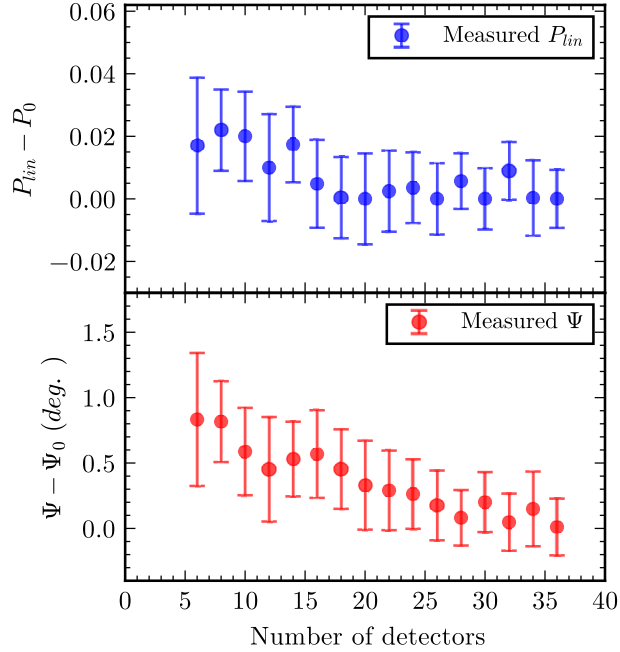 0.06
0.04
0.02
0.00
−0.02
P_lin − P_0
Measured P_lin
1.5
1.0
0.5
0.0
Ψ − Ψ_0 (deg. )
Measured Ψ
0 5 10 15 20 25 30 35 40
Number of detectors